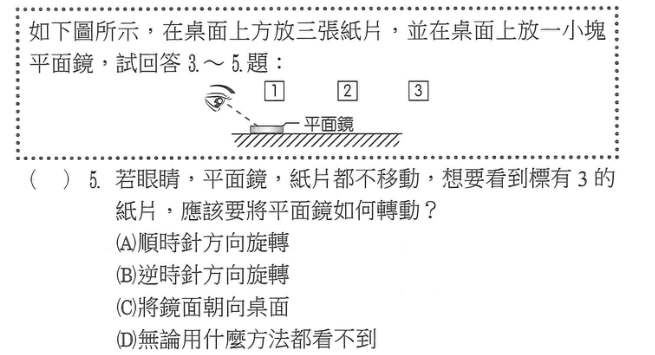 如下圖所示，在桌面上方放三張紙片，並在桌面上放一小塊
平面鏡，試回答 3.～ 5.題：
1 2 3
平面鏡
（ ）5. 若眼睛，平面鏡，紙片都不移動，想要看到標有 3 的
紙片，應該要將平面鏡如何轉動？
(A)順時針方向旋轉
(B)逆時針方向旋轉
(C)將鏡面朝向桌面
(D)無論用什麼方法都看不到